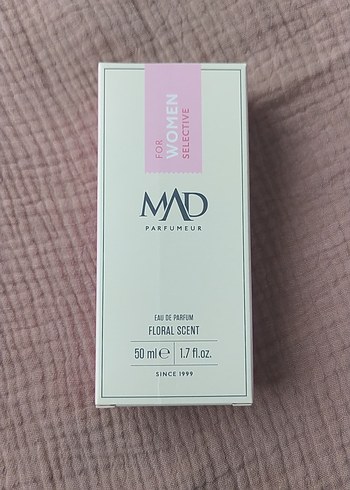 FOR
WOMEN
SELECTIVE
MAD
PARFUMEUR
EAU DE PARFUM
FLORAL SCENT
50 ml ℮ 1.7 fl.oz.
SINCE 1999